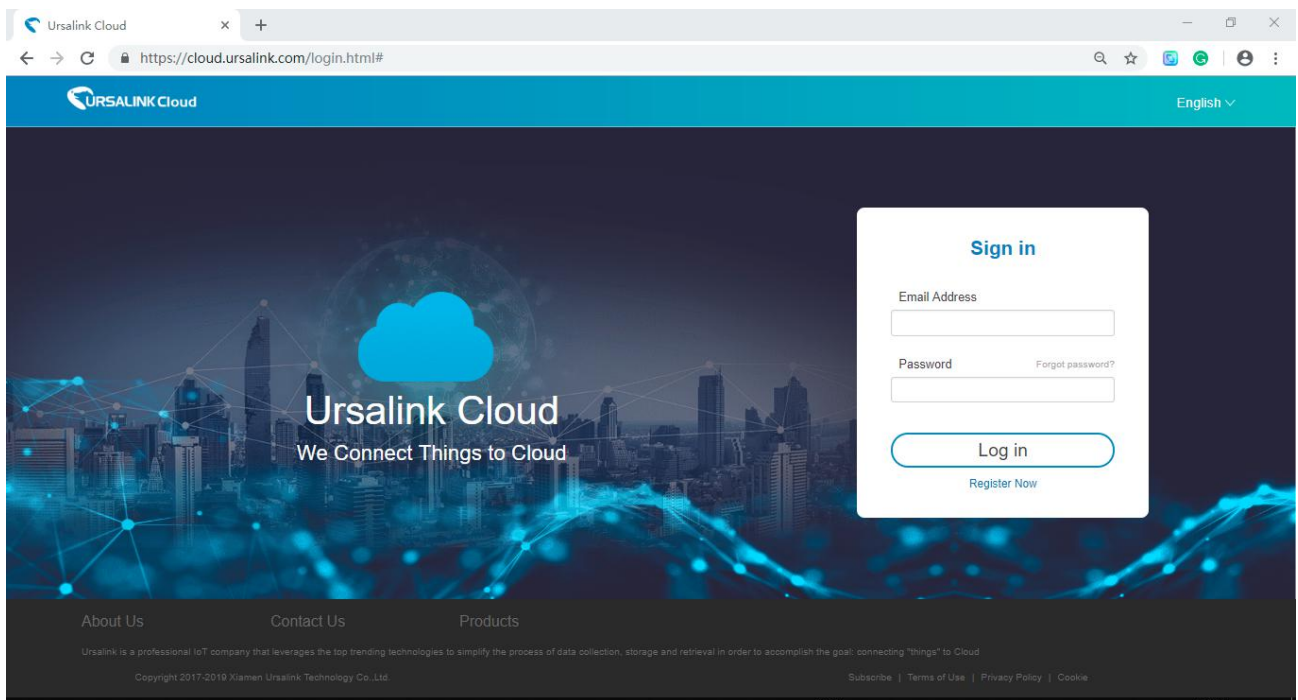 Ursalink Cloud
https://cloud.ursalink.com/login.html#
URSALINK Cloud
English
Sign in
Email Address
Password Forgot password?
Log in
Register Now
Ursalink Cloud
We Connect Things to Cloud
About Us Contact Us Products
Ursalink is a professional IoT company that leverages the top trending technologies to simplify the process of data collection, storage and retrieval in order to accomplish the goal: connecting "things" to Cloud
Copyright 2017-2019 Xiamen Ursalink Technology Co.,Ltd. Subscribe | Terms of Use | Privacy Policy | Cookie